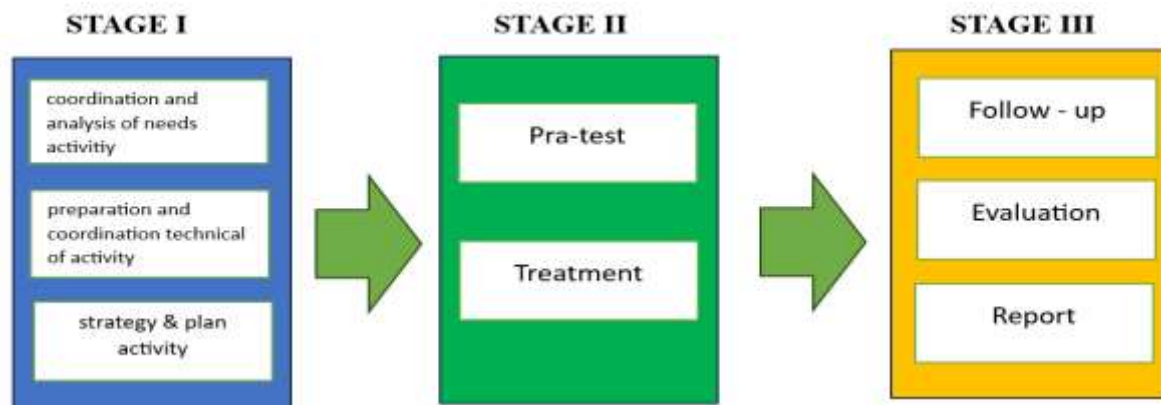 STAGE I
coordination and
analysis of needs
activitiy
preparation and
coordination technical
of activity
strategy & plan
activity
STAGE II
Pra-test
Treatment
STAGE III
Follow - up
Evaluation
Report